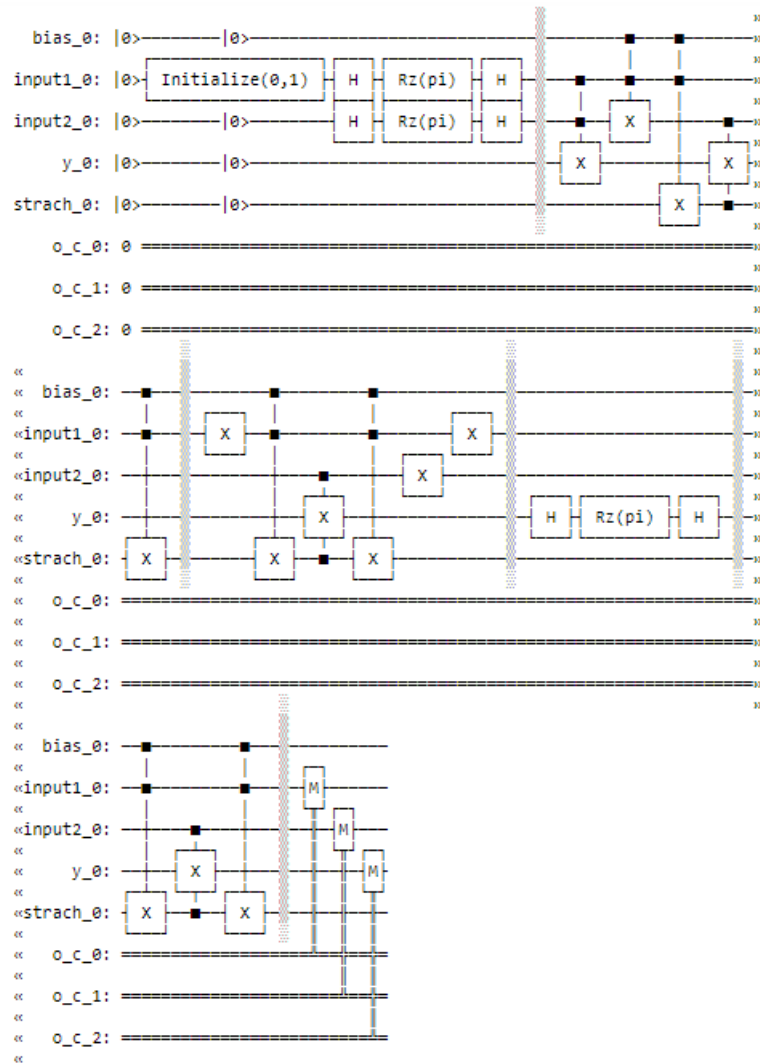 bias_0: |0> |0>
input1_0: |0> Initialize(0,1) H Rz(pi) H
input2_0: |0> |0> H Rz(pi) H X
y_0: |0> |0> X X
strach_0: |0> |0> X
o_c_0: 0
o_c_1: 0
o_c_2: 0
« bias_0:
«input1_0: X X
«input2_0: X
« y_0: X H Rz(pi) H
«strach_0: X X X
« o_c_0:
« o_c_1:
« o_c_2:
« bias_0:
«input1_0: M
«input2_0: M
« y_0: X M
«strach_0: X X
« o_c_0:
« o_c_1:
« o_c_2: